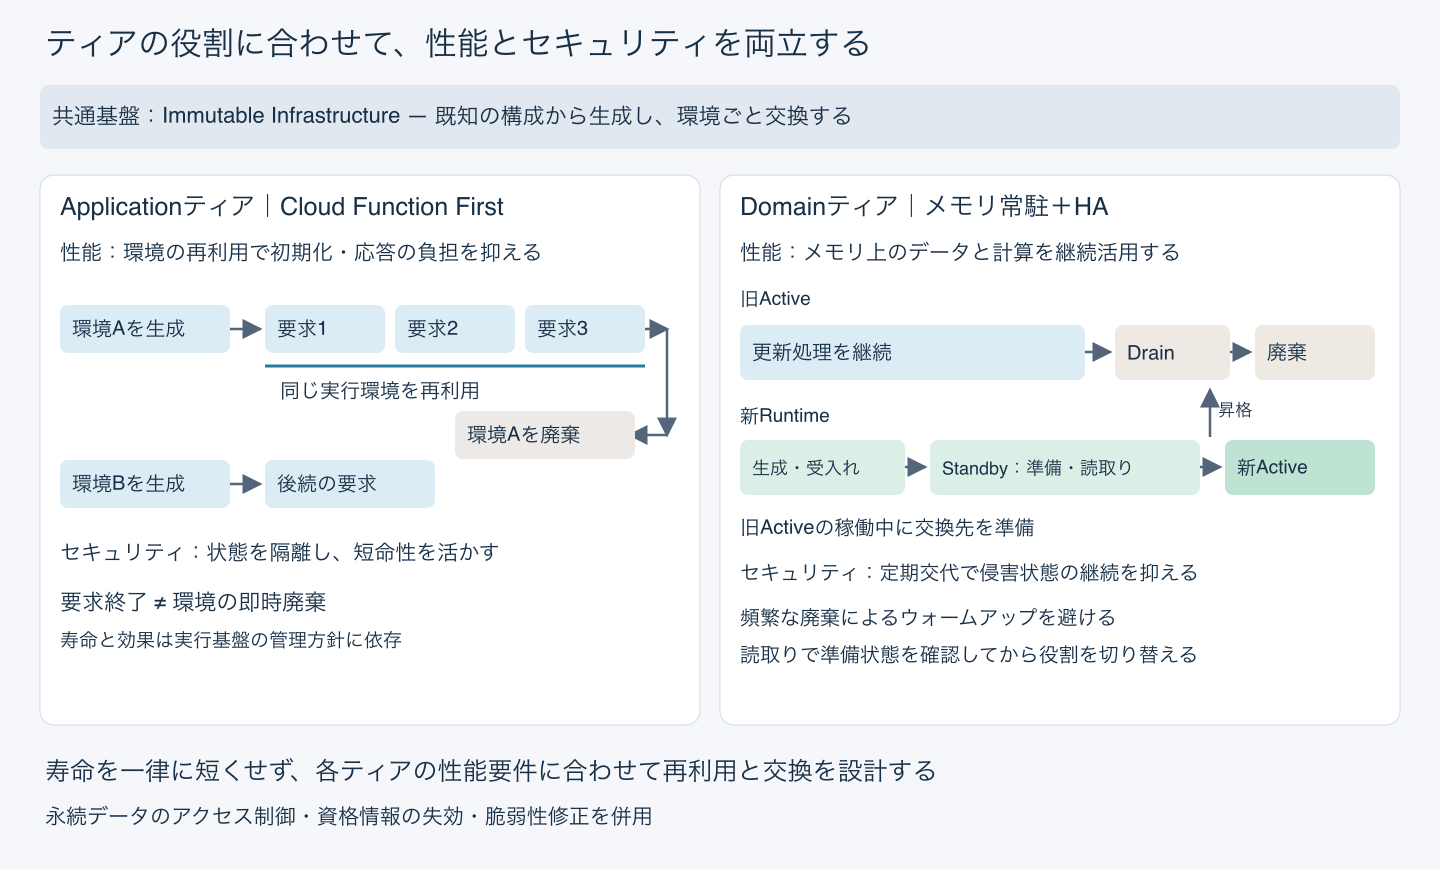 ティアの役割に合わせて、性能とセキュリティを両立する
共通基盤：Immutable Infrastructure — 既知の構成から生成し、環境ごと交換する
Applicationティア｜Cloud Function First
性能：環境の再利用で初期化・応答の負担を抑える
環境Aを生成
要求1
要求2
要求3
同じ実行環境を再利用
環境Aを廃棄
環境Bを生成
後続の要求
セキュリティ：状態を隔離し、短命性を活かす
要求終了 ≠ 環境の即時廃棄
寿命と効果は実行基盤の管理方針に依存
Domainティア｜メモリ常駐＋HA
性能：メモリ上のデータと計算を継続活用する
旧Active
更新処理を継続
Drain
廃棄
昇格
新Runtime
生成・受入れ
Standby：準備・読取り
新Active
旧Activeの稼働中に交換先を準備
セキュリティ：定期交代で侵害状態の継続を抑える
頻繁な廃棄によるウォームアップを避ける
読取りで準備状態を確認してから役割を切り替える
寿命を一律に短くせず、各ティアの性能要件に合わせて再利用と交換を設計する
永続データのアクセス制御・資格情報の失効・脆弱性修正を併用